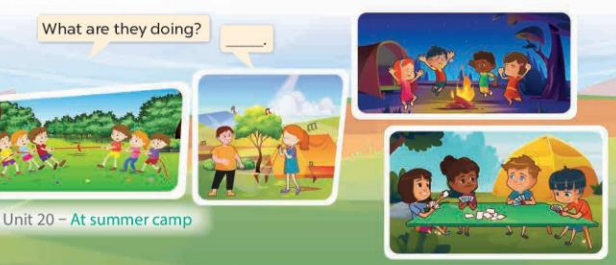 What are they doing?
_____.
Unit 20 – At summer camp